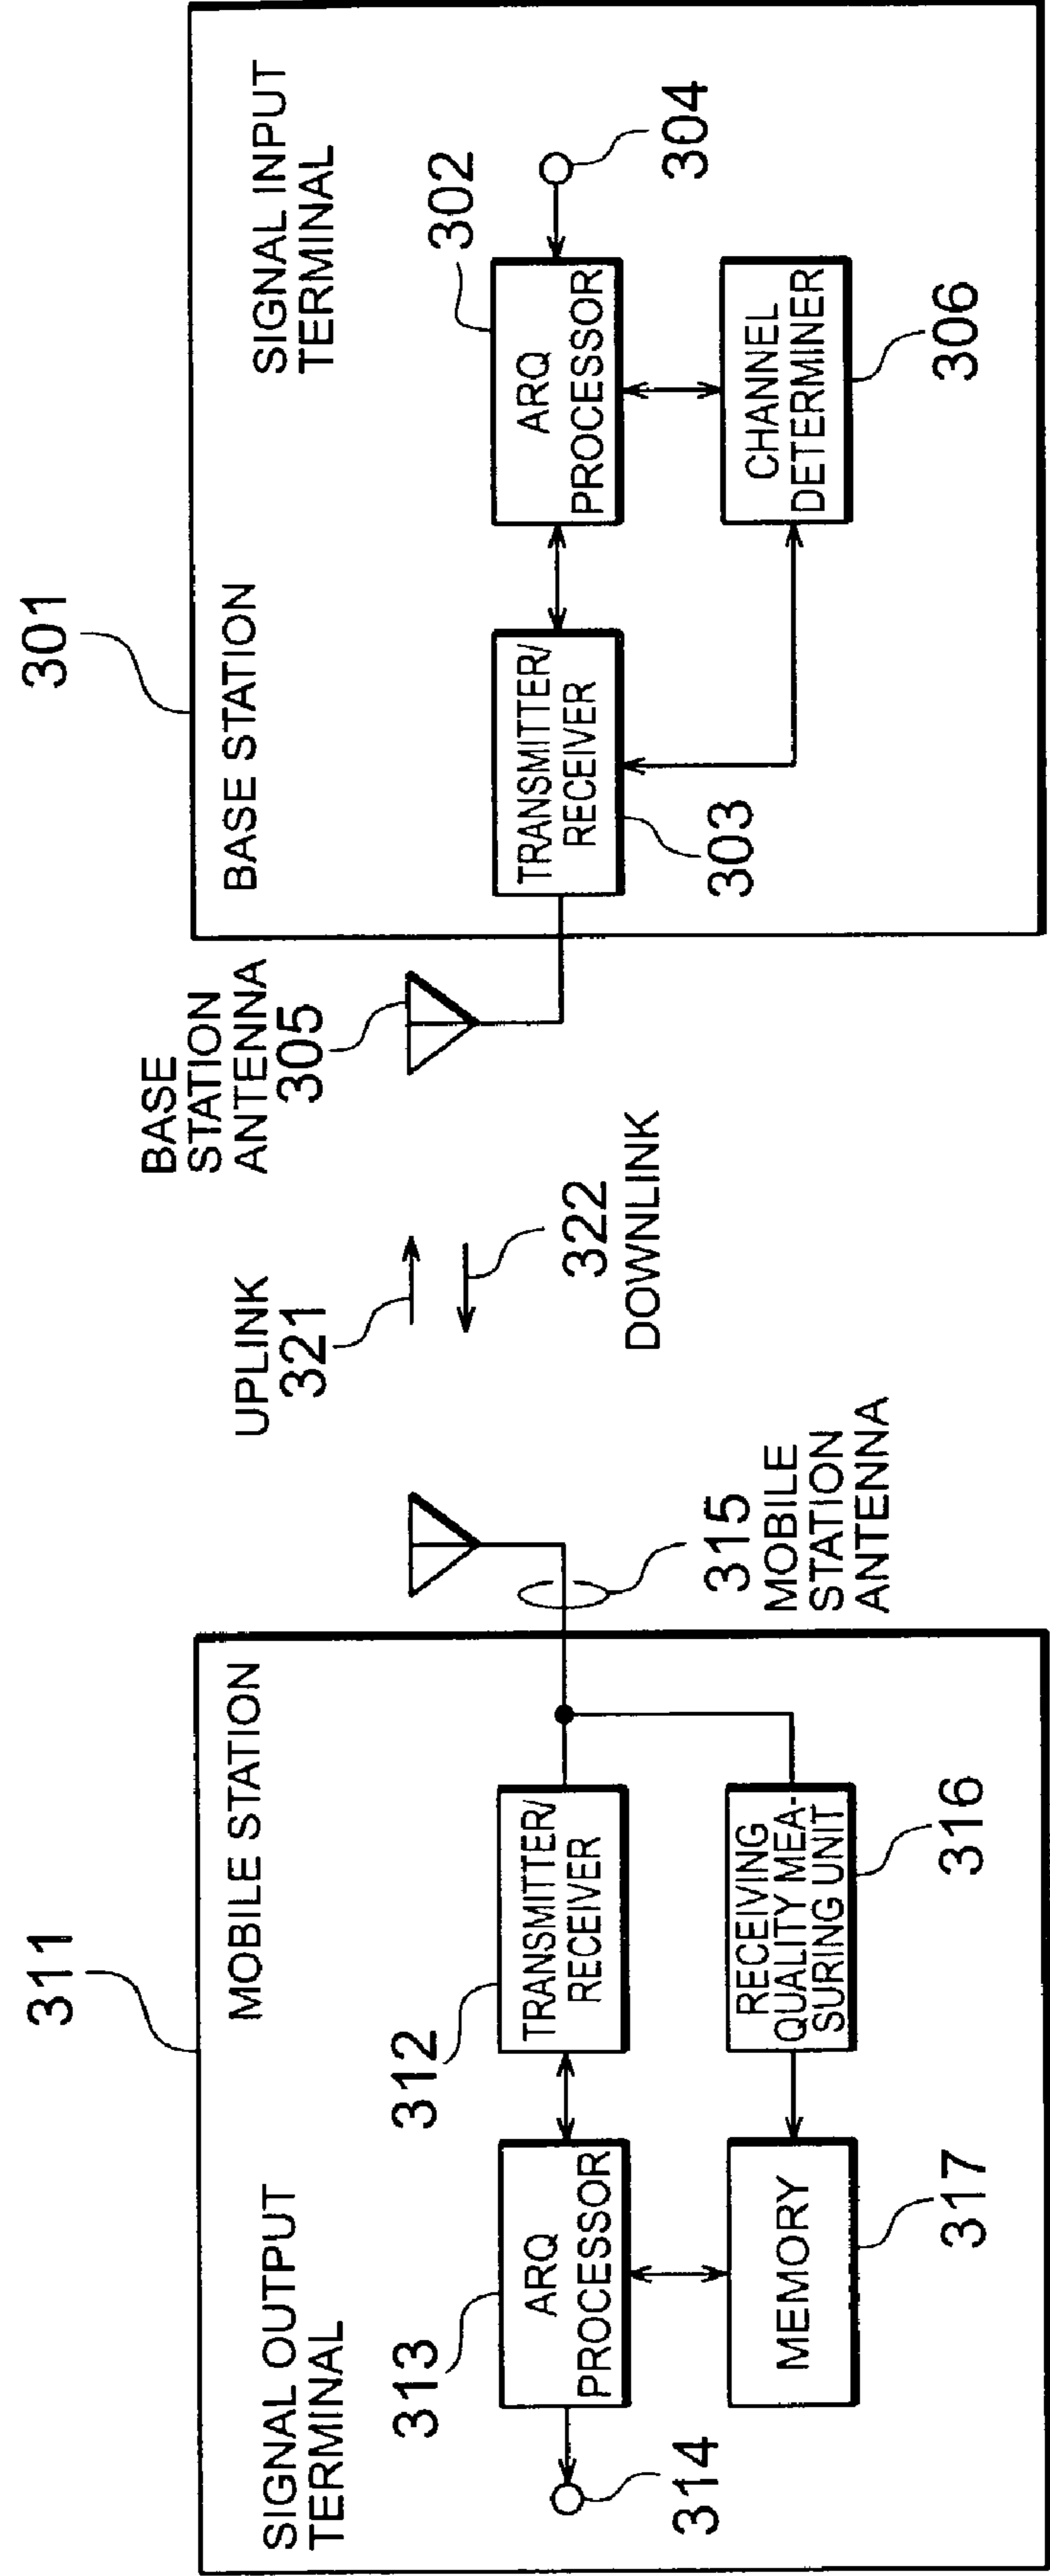 311
MOBILE STATION
SIGNAL OUTPUT
TERMINAL
313
ARQ
PROCESSOR
312
TRANSMITTER/
RECEIVER
314
MEMORY
317
RECEIVING
QUALITY MEA-
SURING UNIT
316
315
MOBILE
STATION
ANTENNA
UPLINK
321
322
DOWNLINK
BASE
STATION
ANTENNA
305
301
BASE STATION
SIGNAL INPUT
TERMINAL
TRANSMITTER/
RECEIVER
303
302
ARQ
PROCESSOR
304
CHANNEL
DETERMINER
306